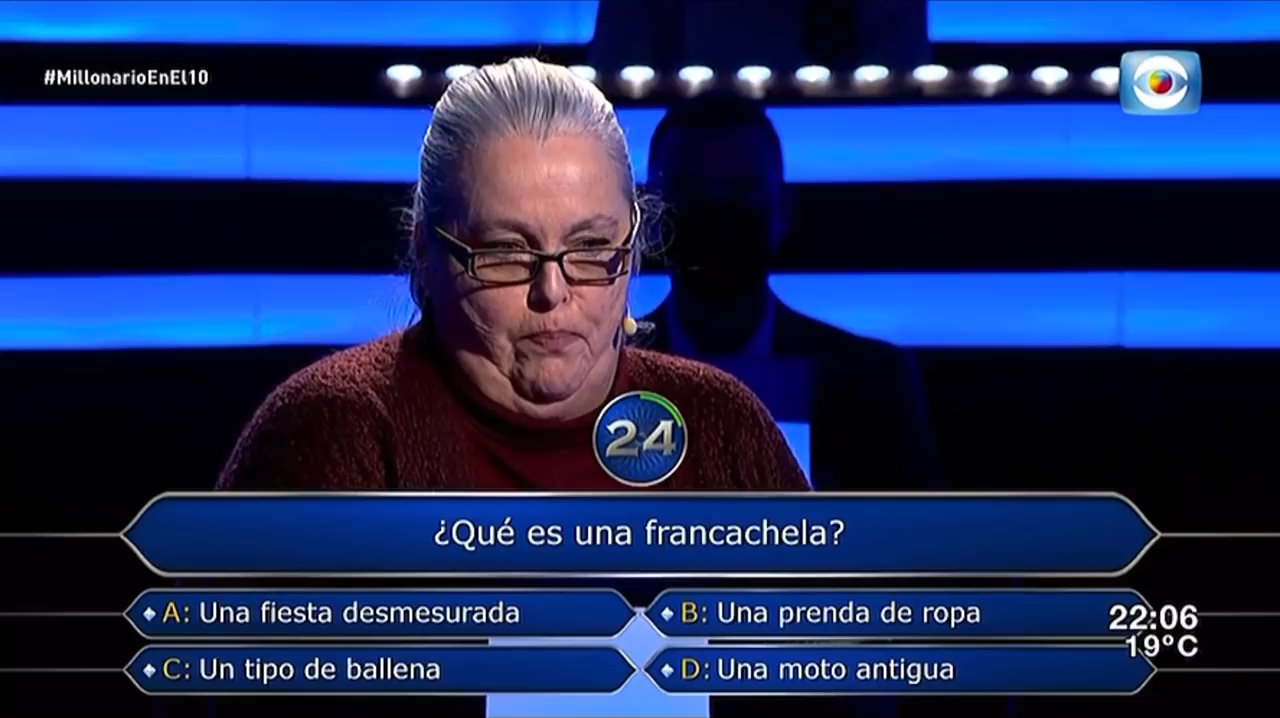 #MillonarioEnEl10
24
¿Qué es una francachela?
A: Una fiesta desmesurada
B: Una prenda de ropa
22:06
19°C
C: Un tipo de ballena
D: Una moto antigua